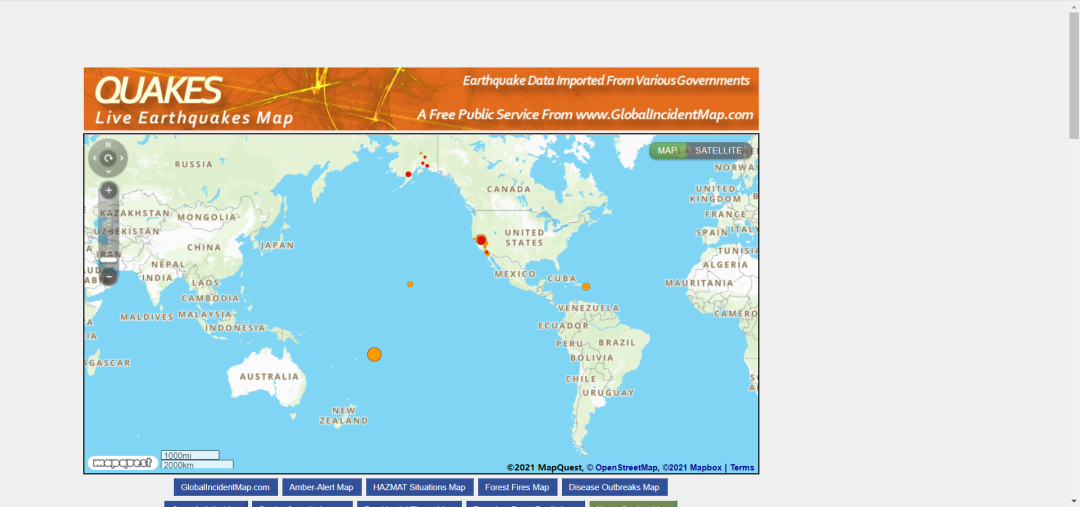 QUAKES
Live Earthquakes Map
Earthquake Data Imported From Various Governments
A Free Public Service From www.GlobalIncidentMap.com
N
MAP
SATELLITE
RUSSIA
CANADA
NORWAY
UNITED
KINGDOM
KAZAKHSTAN
MONGOLIA
FRANCE
UZBEKISTAN
UNITED
STATES
SPAIN
ITALY
CHINA
JAPAN
IRAN
TUNISIA
NEPAL
ALGERIA
INDIA
LAOS
MEXICO
CUBA
MAURITANIA
CAMBODIA
VENEZUELA
MALDIVES
MALAYSIA
CAMERO
INDONESIA
ECUADOR
PERU
BRAZIL
BOLIVIA
AGASCAR
AUSTRALIA
CHILE
URUGUAY
NEW
ZEALAND
mapquest
1000mi
2000km
©2021 MapQuest, © OpenStreetMap, ©2021 Mapbox | Terms
GlobalIncidentMap.com
Amber-Alert Map
HAZMAT Situations Map
Forest Fires Map
Disease Outbreaks Map